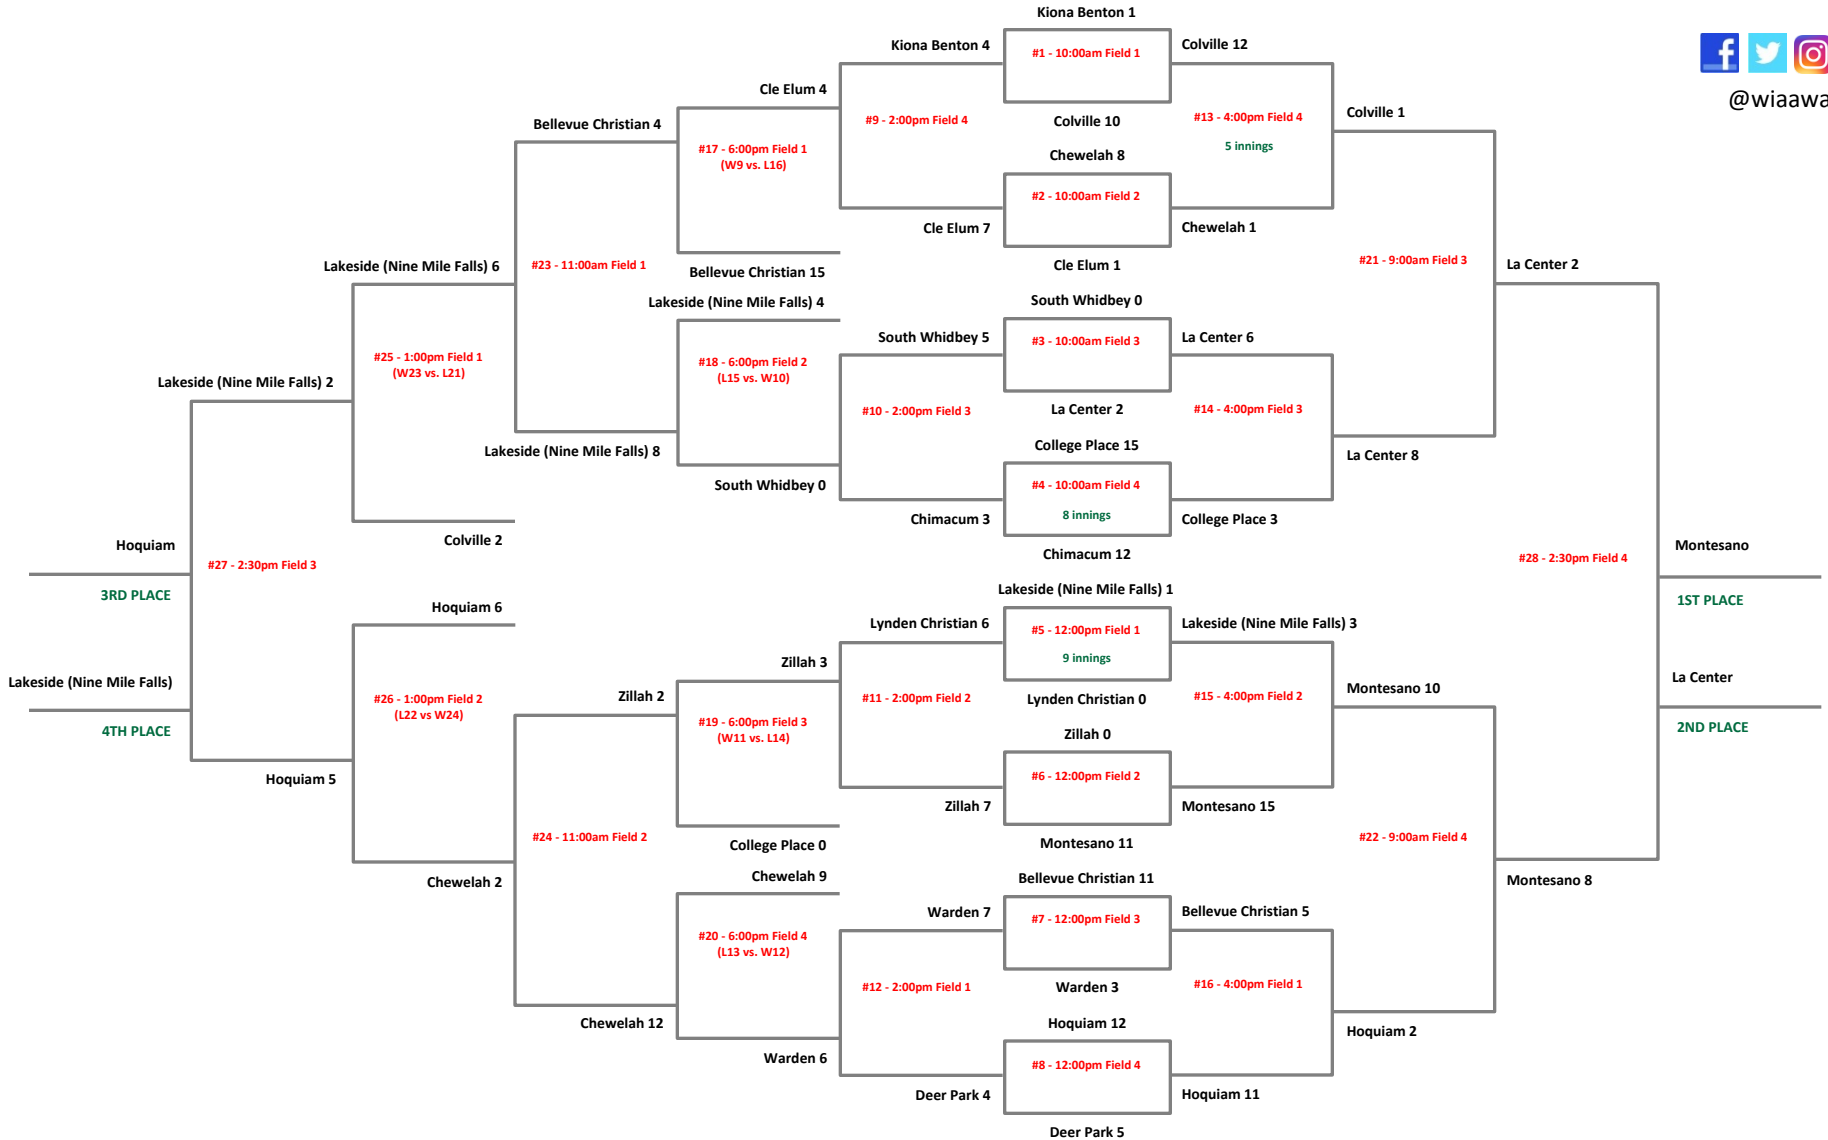 Kiona Benton 1
Kiona Benton 4
#1 - 10:00am Field 1
Colville 12
@wiaawa
Cle Elum 4
Bellevue Christian 4
#9 - 2:00pm Field 4
Colville 10
#13 - 4:00pm Field 4
5 innings
Colville 1
#17 - 6:00pm Field 1
(W9 vs. L16)
Chewelah 8
#2 - 10:00am Field 2
Cle Elum 7
Chewelah 1
Cle Elum 1
Lakeside (Nine Mile Falls) 6
#23 - 11:00am Field 1
Bellevue Christian 15
#21 - 9:00am Field 3
La Center 2
Lakeside (Nine Mile Falls) 4
South Whidbey 0
South Whidbey 5
#3 - 10:00am Field 3
La Center 6
#25 - 1:00pm Field 1
(W23 vs. L21)
#18 - 6:00pm Field 2
(L15 vs. W10)
Lakeside (Nine Mile Falls) 2
#10 - 2:00pm Field 3
La Center 2
#14 - 4:00pm Field 3
Lakeside (Nine Mile Falls) 8
College Place 15
La Center 8
South Whidbey 0
#4 - 10:00am Field 4
8 innings
Chimacum 3
College Place 3
Colville 2
Chimacum 12
Hoquiam
#27 - 2:30pm Field 3
#28 - 2:30pm Field 4
Montesano
3RD PLACE
1ST PLACE
Hoquiam 6
Lakeside (Nine Mile Falls) 1
Lynden Christian 6
#5 - 12:00pm Field 1
9 innings
Lakeside (Nine Mile Falls) 3
Zillah 3
Lakeside (Nine Mile Falls)
La Center
4TH PLACE
2ND PLACE
#26 - 1:00pm Field 2
(L22 vs W24)
Zillah 2
#11 - 2:00pm Field 2
Lynden Christian 0
#15 - 4:00pm Field 2
Montesano 10
#19 - 6:00pm Field 3
(W11 vs. L14)
Zillah 0
Hoquiam 5
#6 - 12:00pm Field 2
Zillah 7
Montesano 15
#24 - 11:00am Field 2
College Place 0
Montesano 11
#22 - 9:00am Field 4
Chewelah 2
Chewelah 9
Bellevue Christian 11
Montesano 8
Warden 7
#7 - 12:00pm Field 3
Bellevue Christian 5
#20 - 6:00pm Field 4
(L13 vs. W12)
#12 - 2:00pm Field 1
Warden 3
#16 - 4:00pm Field 1
Chewelah 12
Hoquiam 12
Hoquiam 2
Warden 6
#8 - 12:00pm Field 4
Deer Park 4
Hoquiam 11
Deer Park 5